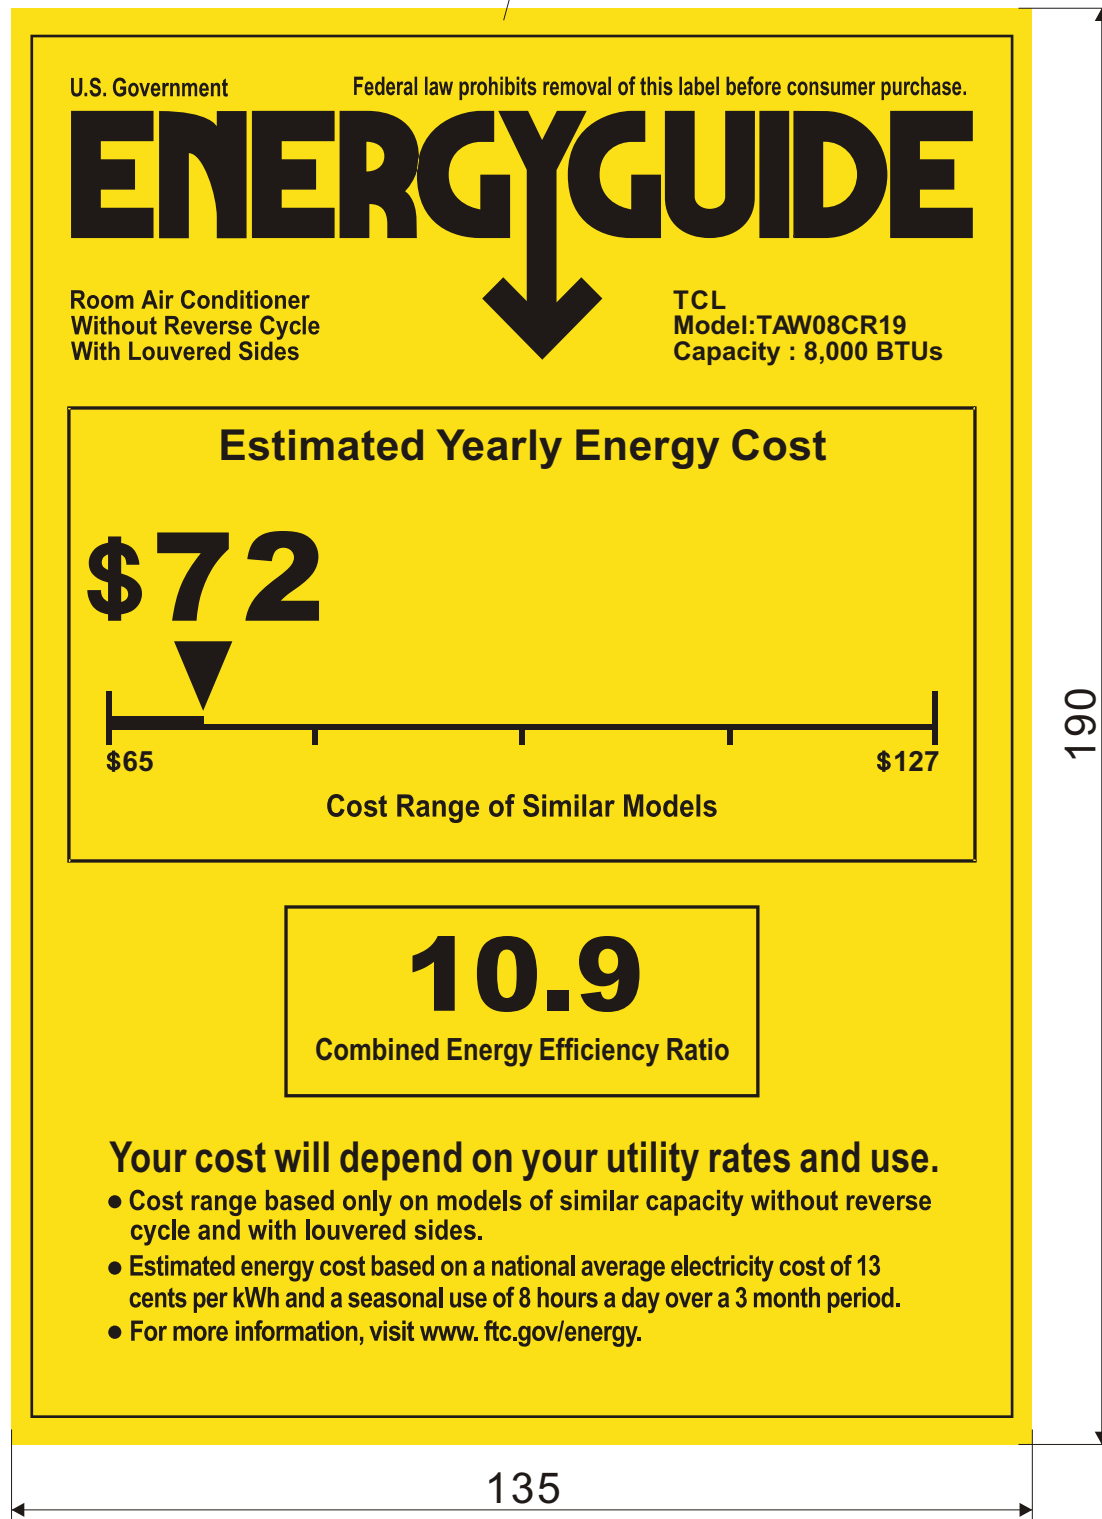 U.S. Government Federal law prohibits removal of this label before consumer purchase.
ENERGYGUIDE
Room Air Conditioner
Without Reverse Cycle
With Louvered Sides
TCL
Model:TAW08CR19
Capacity : 8,000 BTUs
Estimated Yearly Energy Cost
$72
$65 $127
Cost Range of Similar Models
10.9
Combined Energy Efficiency Ratio
Your cost will depend on your utility rates and use.
● Cost range based only on models of similar capacity without reverse
cycle and with louvered sides.
● Estimated energy cost based on a national average electricity cost of 13
cents per kWh and a seasonal use of 8 hours a day over a 3 month period.
● For more information, visit www. ftc.gov/energy.
190
135